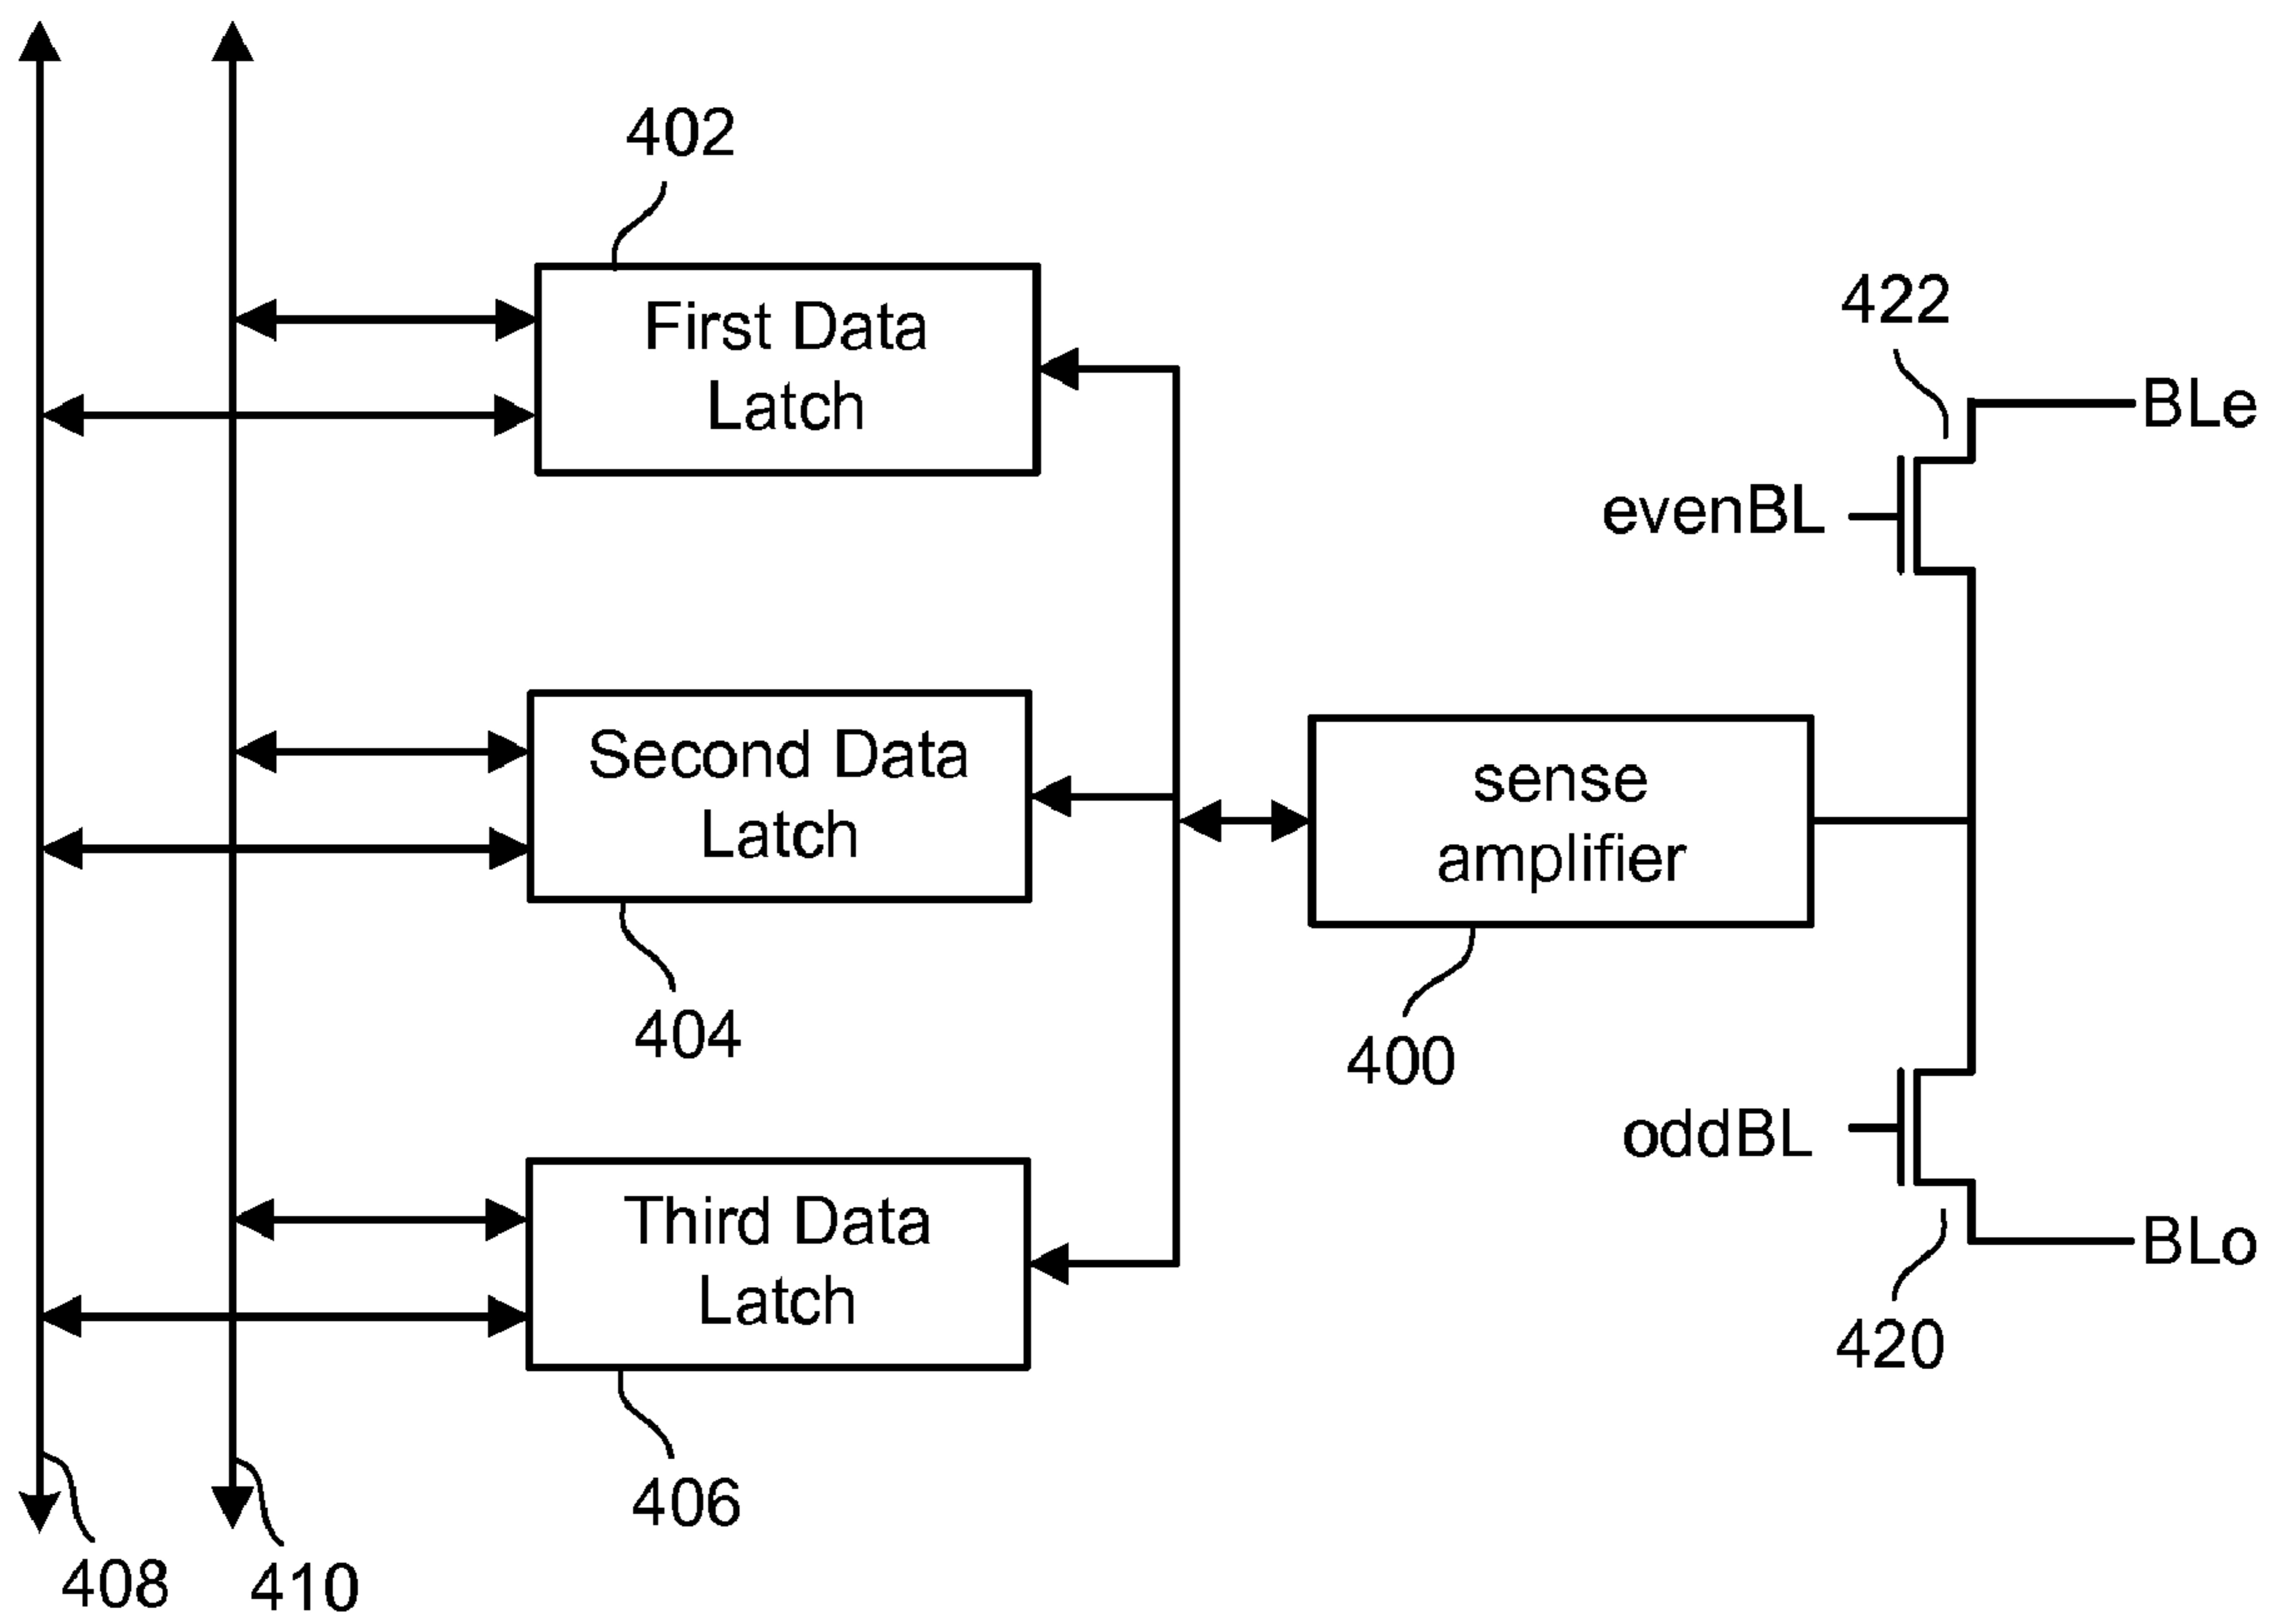 402
First Data
Latch
422
BLe
evenBL
Second Data
Latch
404
sense
amplifier
400
oddBL
BLo
420
Third Data
Latch
406
408
410